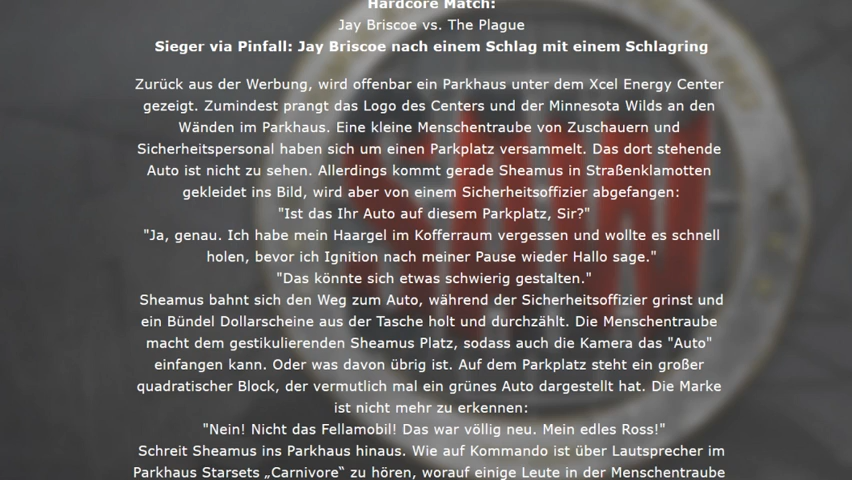 Hardcore Match:
Jay Briscoe vs. The Plague
Sieger via Pinfall: Jay Briscoe nach einem Schlag mit einem Schlagring
Zurück aus der Werbung, wird offenbar ein Parkhaus unter dem Xcel Energy Center
gezeigt. Zumindest prangt das Logo des Centers und der Minnesota Wilds an den
Wänden im Parkhaus. Eine kleine Menschentraube von Zuschauern und
Sicherheitspersonal haben sich um einen Parkplatz versammelt. Das dort stehende
Auto ist nicht zu sehen. Allerdings kommt gerade Sheamus in Straßenklamotten
gekleidet ins Bild, wird aber von einem Sicherheitsoffizier abgefangen:
"Ist das Ihr Auto auf diesem Parkplatz, Sir?"
"Ja, genau. Ich habe mein Haargel im Kofferraum vergessen und wollte es schnell
holen, bevor ich Ignition nach meiner Pause wieder Hallo sage."
"Das könnte sich etwas schwierig gestalten."
Sheamus bahnt sich den Weg zum Auto, während der Sicherheitsoffizier grinst und
ein Bündel Dollarscheine aus der Tasche holt und durchzählt. Die Menschentraube
macht dem gestikulierenden Sheamus Platz, sodass auch die Kamera das "Auto"
einfangen kann. Oder was davon übrig ist. Auf dem Parkplatz steht ein großer
quadratischer Block, der vermutlich mal ein grünes Auto dargestellt hat. Die Marke
ist nicht mehr zu erkennen:
"Nein! Nicht das Fellamobil! Das war völlig neu. Mein edles Ross!"
Schreit Sheamus ins Parkhaus hinaus. Wie auf Kommando ist über Lautsprecher im
Parkhaus Starsets „Carnivore“ zu hören, worauf einige Leute in der Menschentraube